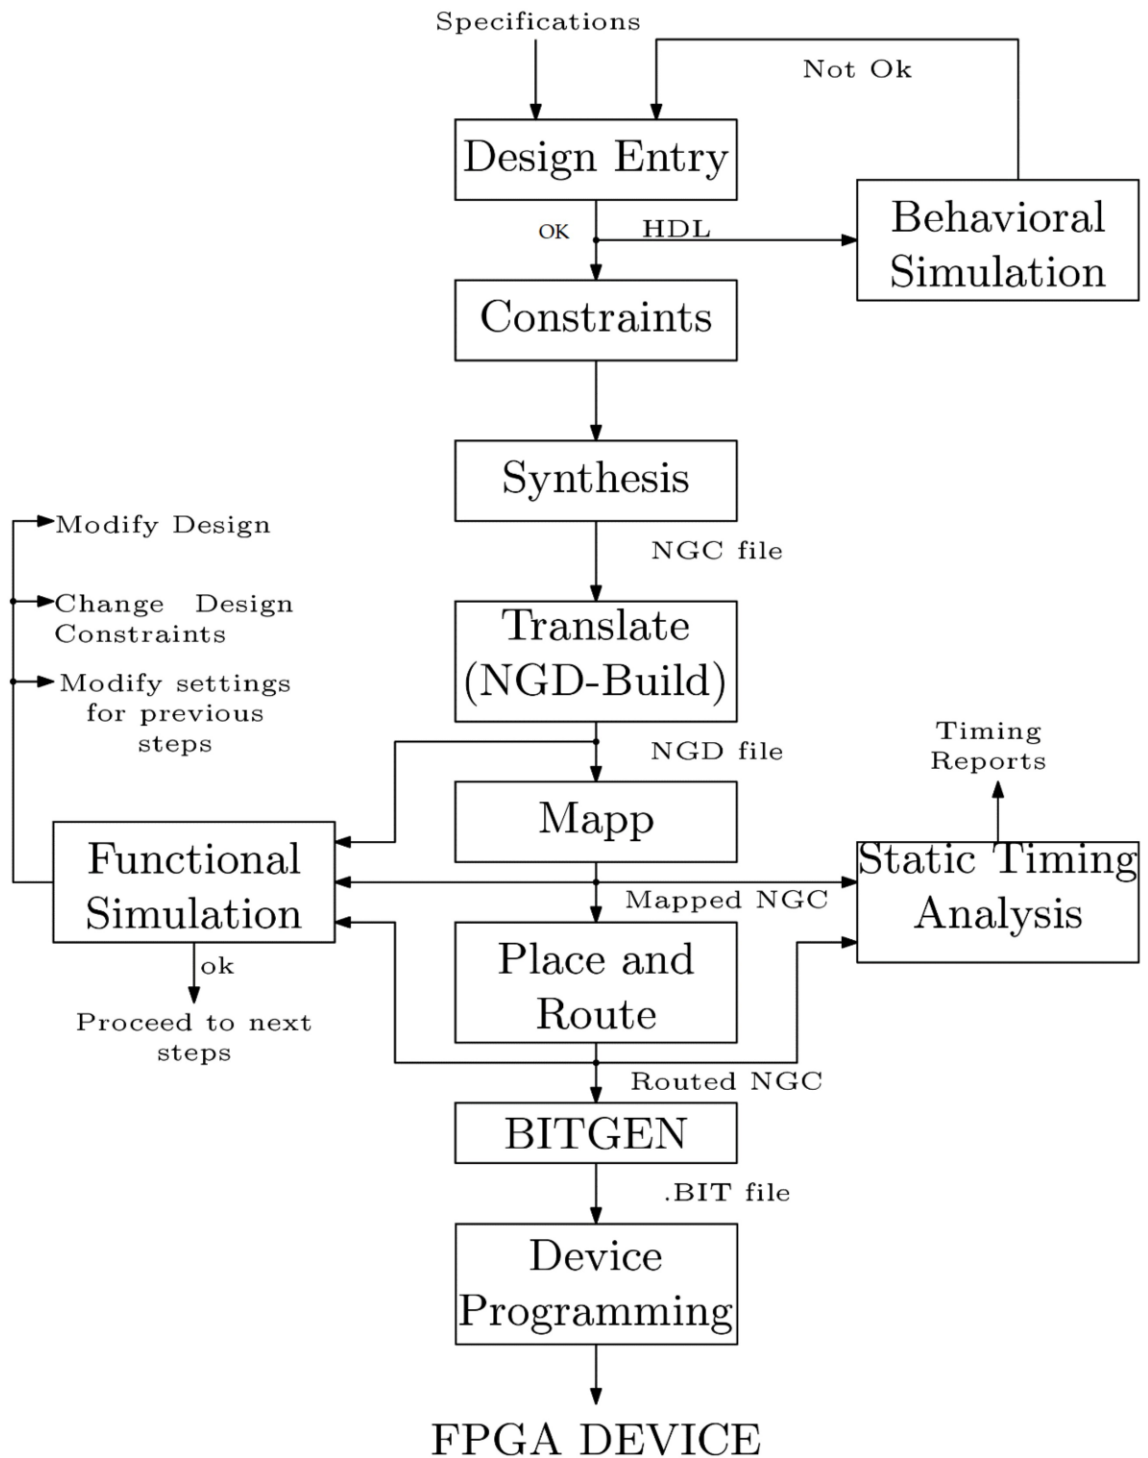 Specifications
Not Ok
Design Entry
Behavioral
Simulation
OK
HDL
Constraints
Synthesis
Modify Design
NGC file
Change Design
Constraints
Translate
(NGD-Build)
Modify settings
for previous
steps
NGD file
Timing
Reports
Mapp
Functional
Simulation
Static Timing
Analysis
Mapped NGC
Place and
Route
ok
Proceed to next
steps
Routed NGC
BITGEN
.BIT file
Device
Programming
FPGA DEVICE